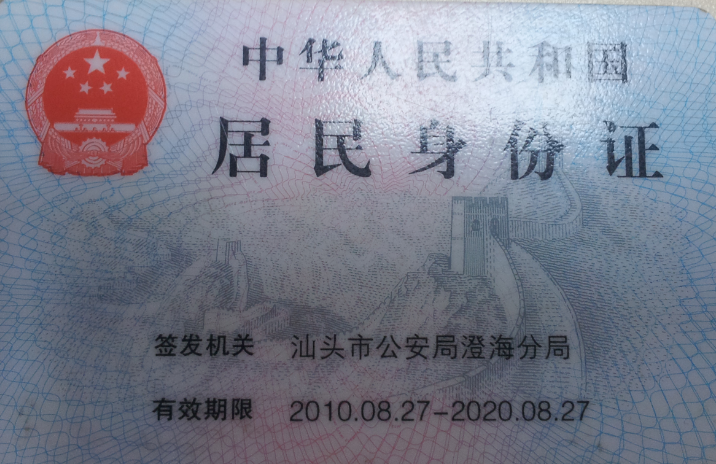 中华人民共和国
居民身份证
签发机关 汕头市公安局澄海分局
有效期限 2010.08.27-2020.08.27